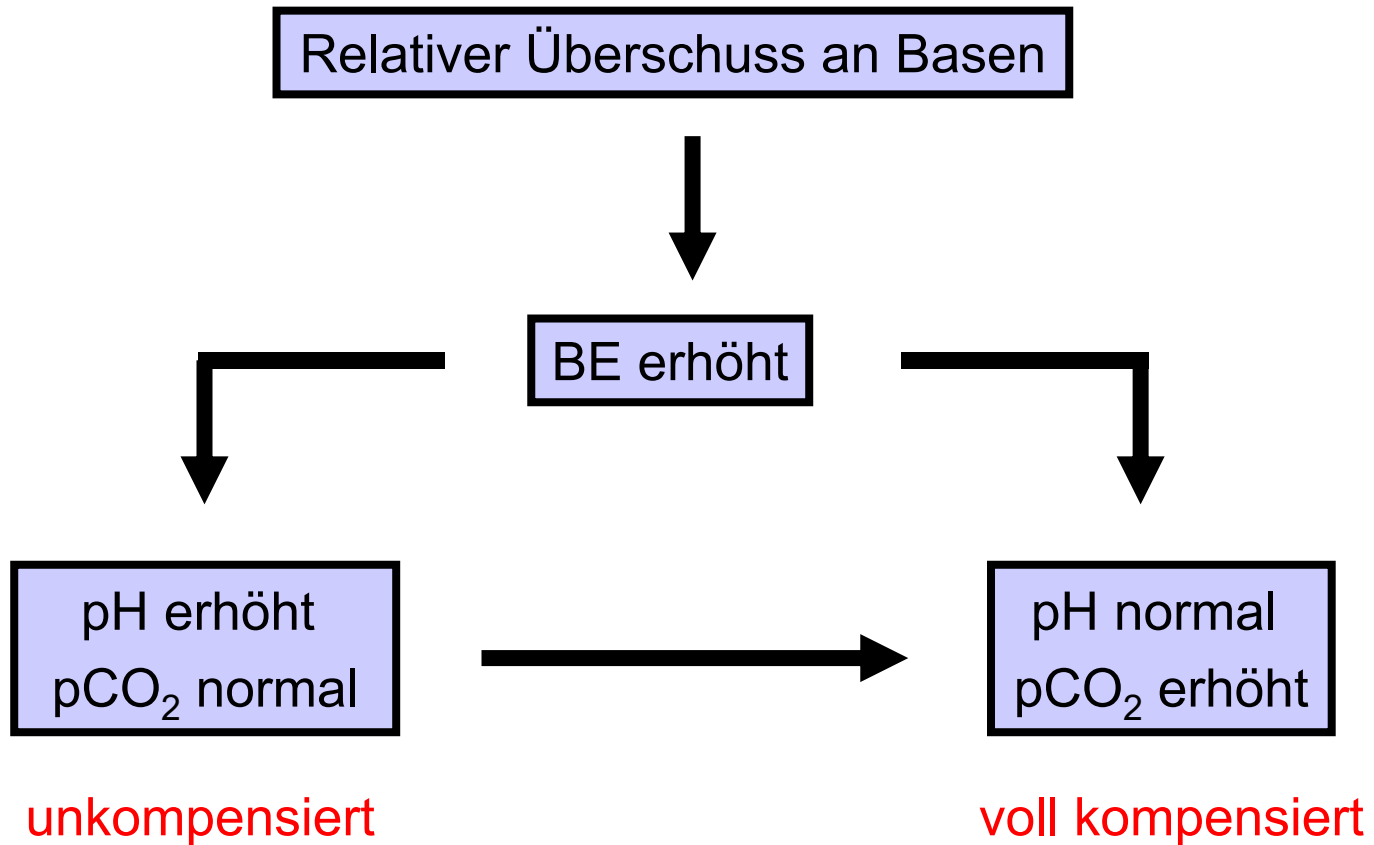 Relativer Überschuss an Basen
BE erhöht
pH erhöht
pCO₂ normal
pH normal
pCO₂ erhöht
unkompensiert
voll kompensiert